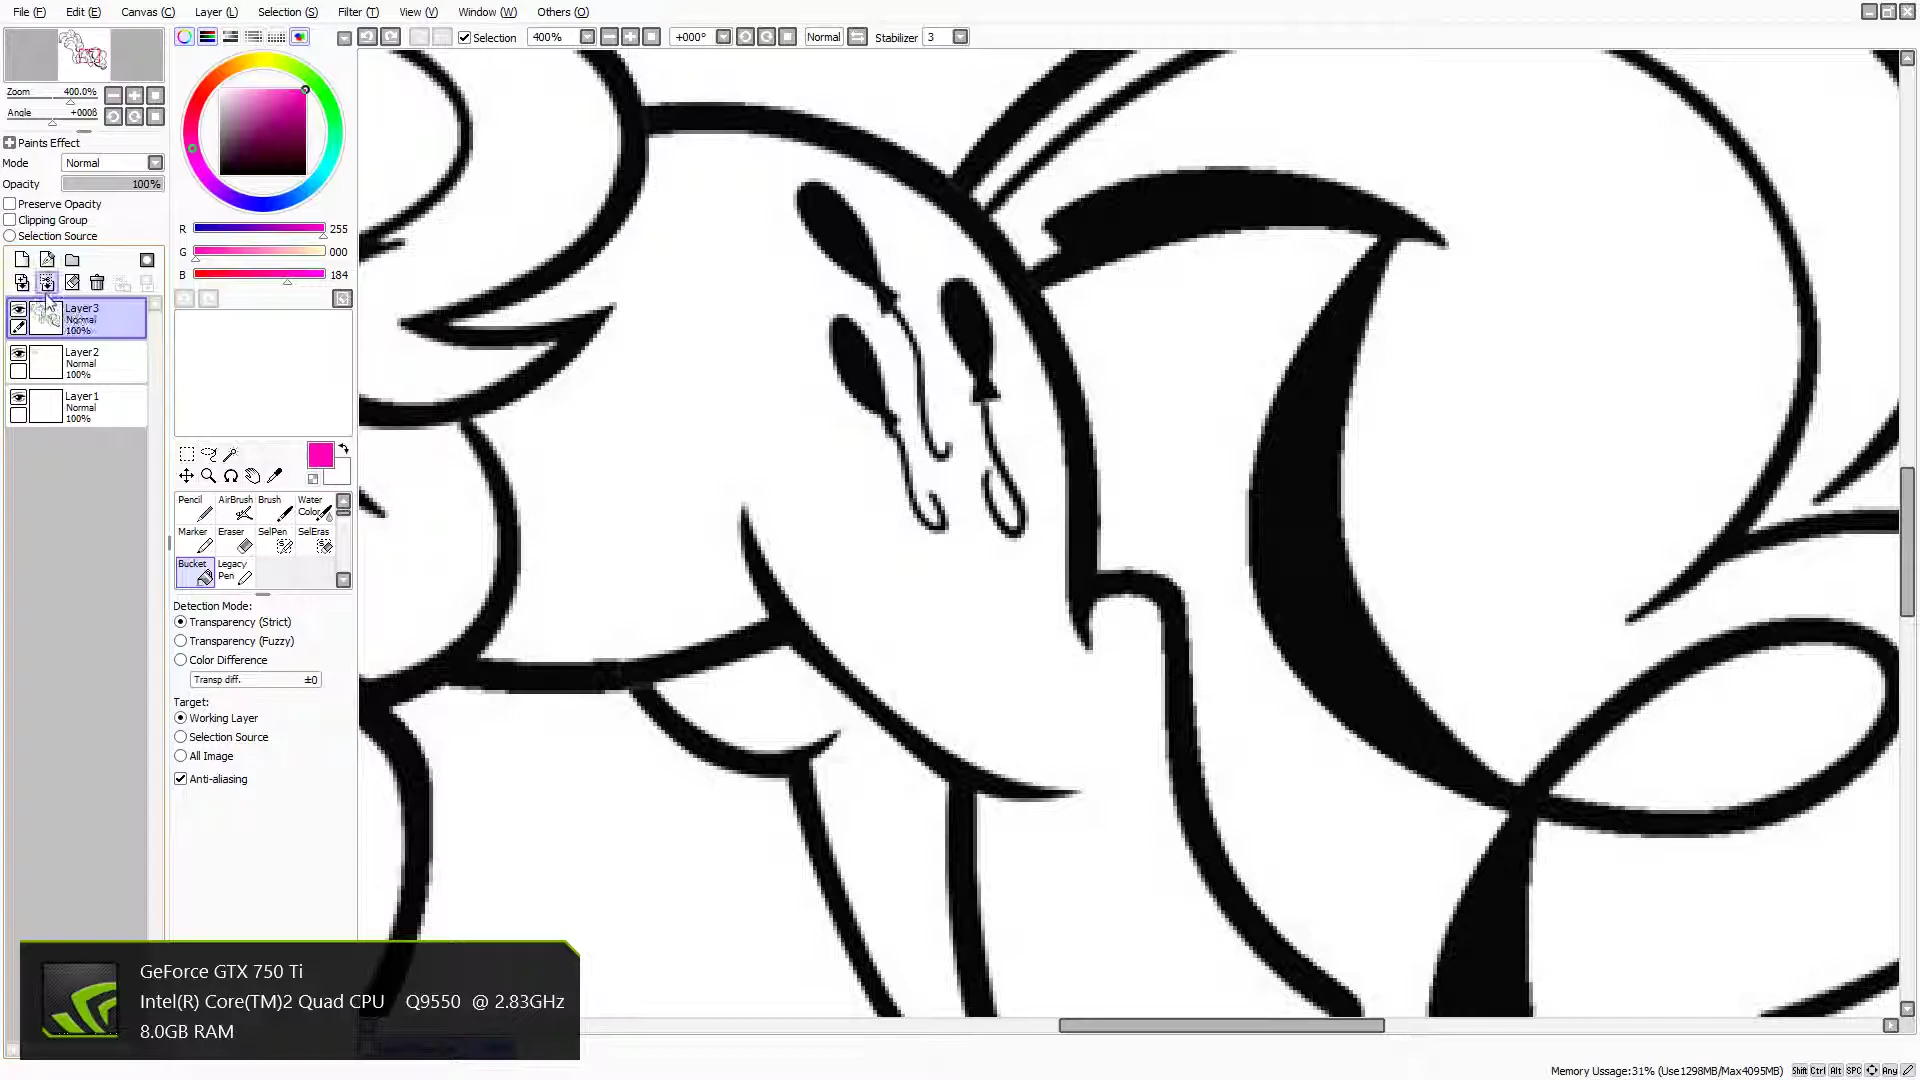 File (F) Edit (E) Canvas (C) Layer (L) Selection (S) Filter (T) View (V) Window (W) Others (O)
Selection 400% +000° Normal Stabilizer 3
Zoom 400.0%
Angle +000ß
Paints Effect
Mode Normal
Opacity 100%
Preserve Opacity
Clipping Group
Selection Source
Layer3
Normal
100%
Layer2
Normal
100%
Layer1
Normal
100%
R 255
G 000
B 184
Pencil AirBrush Brush Water Color
Marker Eraser SelPen SelEras
Bucket Legacy Pen
Detection Mode:
Transparency (Strict)
Transparency (Fuzzy)
Color Difference
Transp diff. ±0
Target:
Working Layer
Selection Source
All Image
Anti-aliasing
GeForce GTX 750 Ti
Intel(R) Core(TM)2 Quad CPU Q9550 @ 2.83GHz
8.0GB RAM
Memory Ussage:31% (Use1298MB/Max4095MB) Shift Ctrl Alt SPC Any